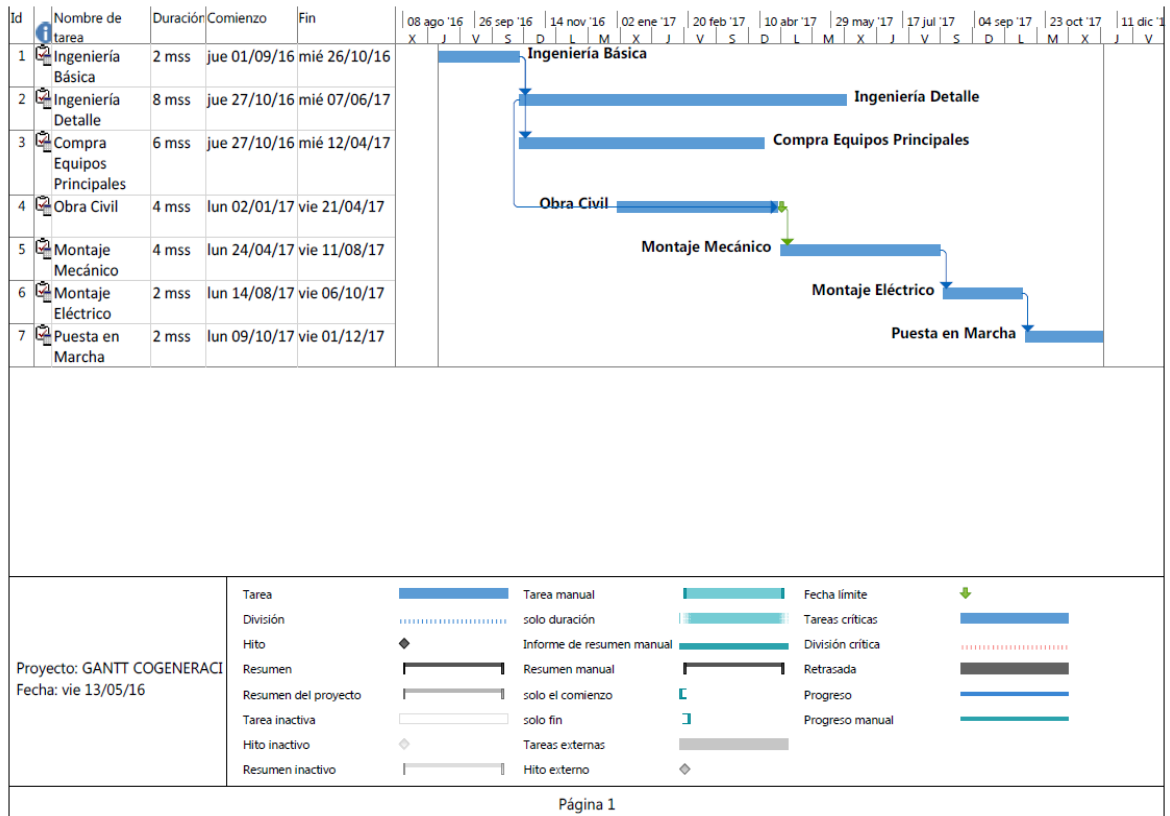 Id Nombre de tarea Duración Comienzo Fin
08 ago '16 26 sep '16 14 nov '16 02 ene '17 20 feb '17 10 abr '17 29 may '17 17 jul '17 04 sep '17 23 oct '17 11 dic '1
X J V S D L M X J V S D L M X J V S D L M X J V
1 Ingeniería Básica 2 mss jue 01/09/16 mié 26/10/16
Ingeniería Básica
2 Ingeniería Detalle 8 mss jue 27/10/16 mié 07/06/17
Ingeniería Detalle
3 Compra Equipos Principales 6 mss jue 27/10/16 mié 12/04/17
Compra Equipos Principales
4 Obra Civil 4 mss lun 02/01/17 vie 21/04/17
Obra Civil
5 Montaje Mecánico 4 mss lun 24/04/17 vie 11/08/17
Montaje Mecánico
6 Montaje Eléctrico 2 mss lun 14/08/17 vie 06/10/17
Montaje Eléctrico
7 Puesta en Marcha 2 mss lun 09/10/17 vie 01/12/17
Puesta en Marcha
Proyecto: GANTT COGENERACI
Fecha: vie 13/05/16
Tarea
División
Hito
Resumen
Resumen del proyecto
Tarea inactiva
Hito inactivo
Resumen inactivo
Tarea manual
solo duración
Informe de resumen manual
Resumen manual
solo el comienzo
solo fin
Tareas externas
Hito externo
Fecha límite
Tareas críticas
División crítica
Retrasada
Progreso
Progreso manual
Página 1